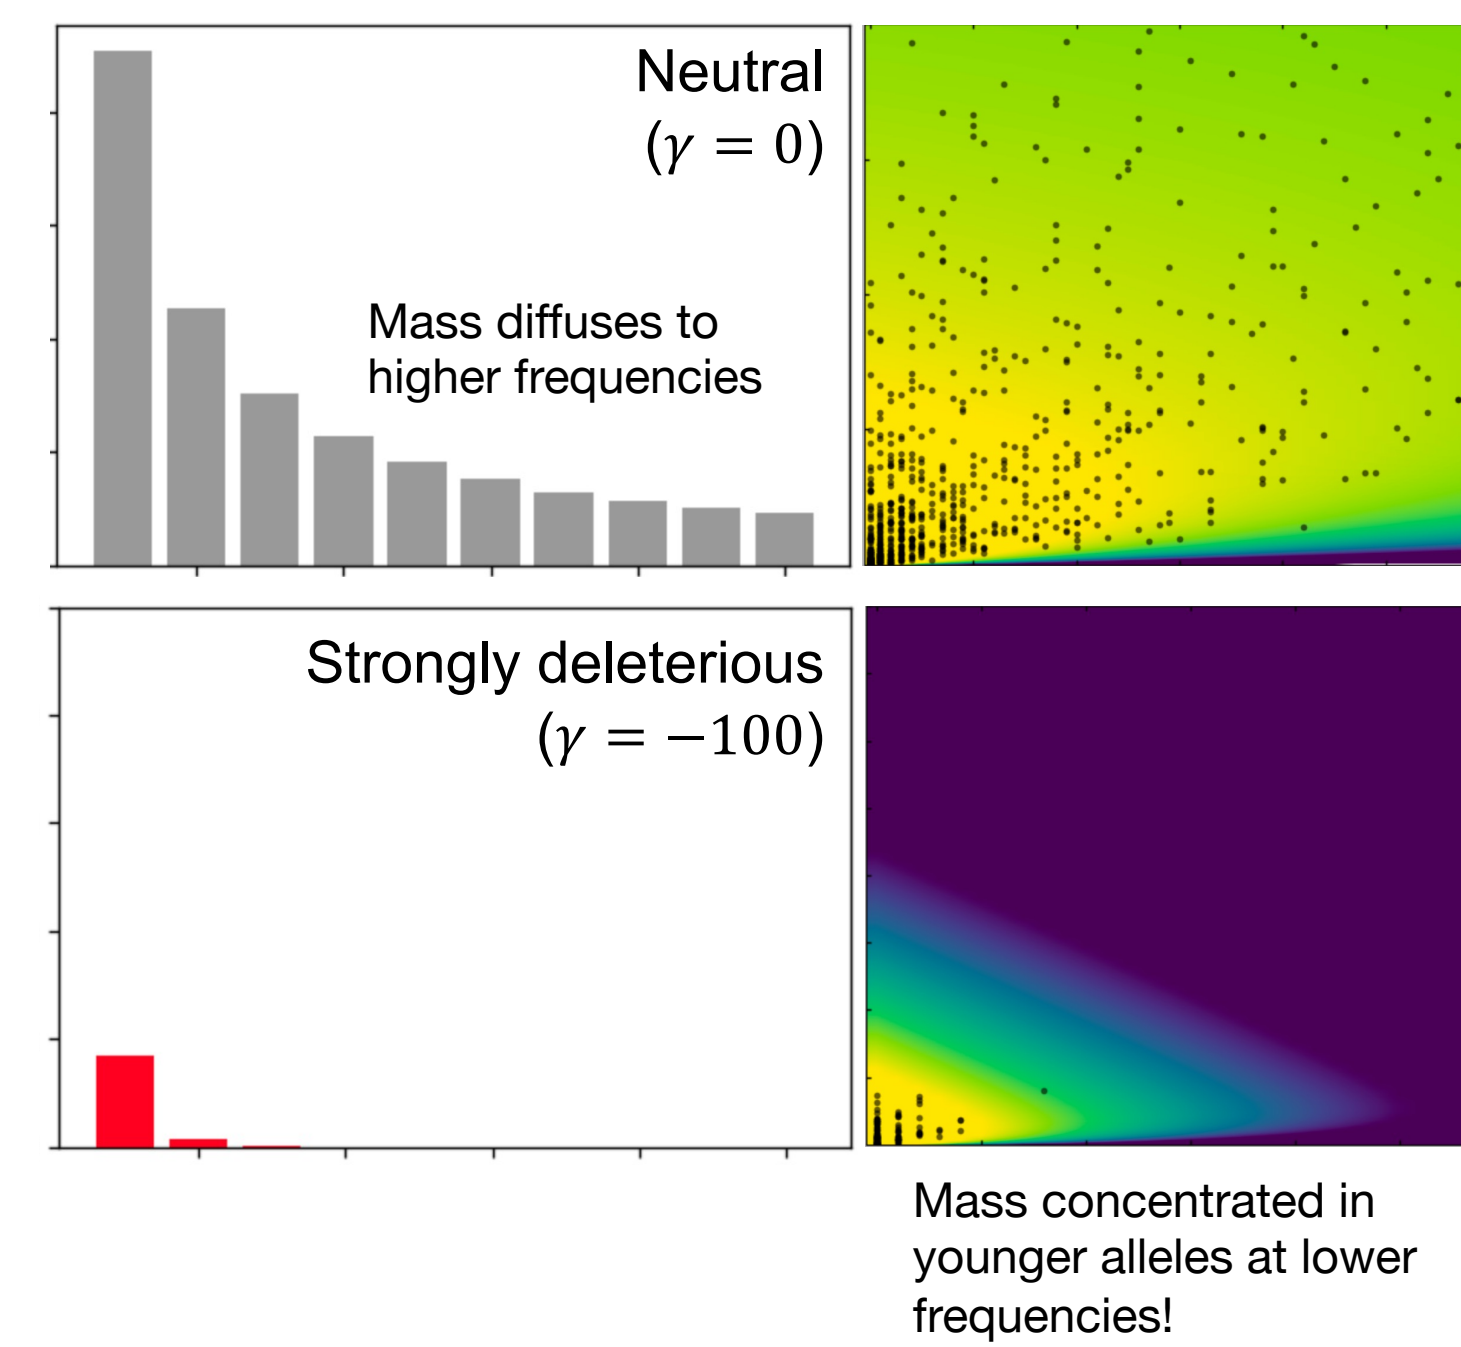 Neutral
(γ = 0)
Mass diffuses to
higher frequencies
Strongly deleterious
(γ = −100)
Mass concentrated in
younger alleles at lower
frequencies!